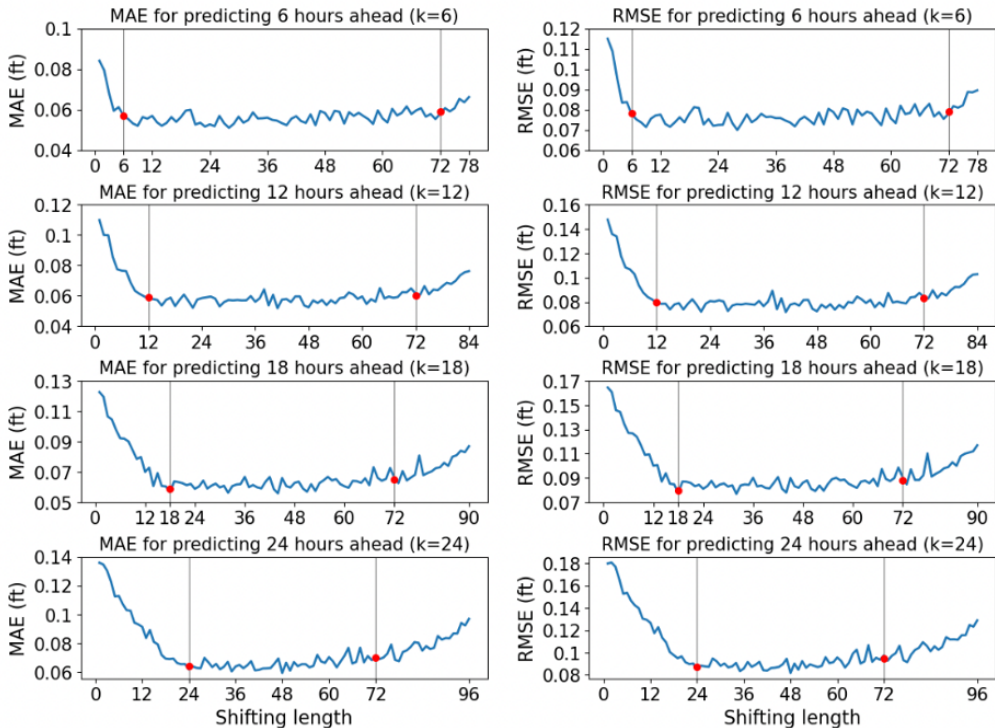 MAE for predicting 6 hours ahead (k=6)
MAE (ft)
0.1
0.08
0.06
0.04
0 6 12 24 36 48 60 72 78
RMSE for predicting 6 hours ahead (k=6)
RMSE (ft)
0.12
0.11
0.1
0.09
0.08
0.07
0.06
0 6 12 24 36 48 60 72 78
MAE for predicting 12 hours ahead (k=12)
MAE (ft)
0.12
0.1
0.08
0.06
0.04
0 12 24 36 48 60 72 84
RMSE for predicting 12 hours ahead (k=12)
RMSE (ft)
0.16
0.14
0.12
0.1
0.08
0.06
0 12 24 36 48 60 72 84
MAE for predicting 18 hours ahead (k=18)
MAE (ft)
0.13
0.11
0.09
0.07
0.05
0 12 18 24 36 48 60 72 90
RMSE for predicting 18 hours ahead (k=18)
RMSE (ft)
0.17
0.15
0.13
0.11
0.09
0.07
0 12 18 24 36 48 60 72 90
MAE for predicting 24 hours ahead (k=24)
MAE (ft)
0.14
0.12
0.1
0.08
0.06
0 12 24 36 48 60 72 96
Shifting length
RMSE for predicting 24 hours ahead (k=24)
RMSE (ft)
0.18
0.16
0.14
0.12
0.1
0.08
0 12 24 36 48 60 72 96
Shifting length